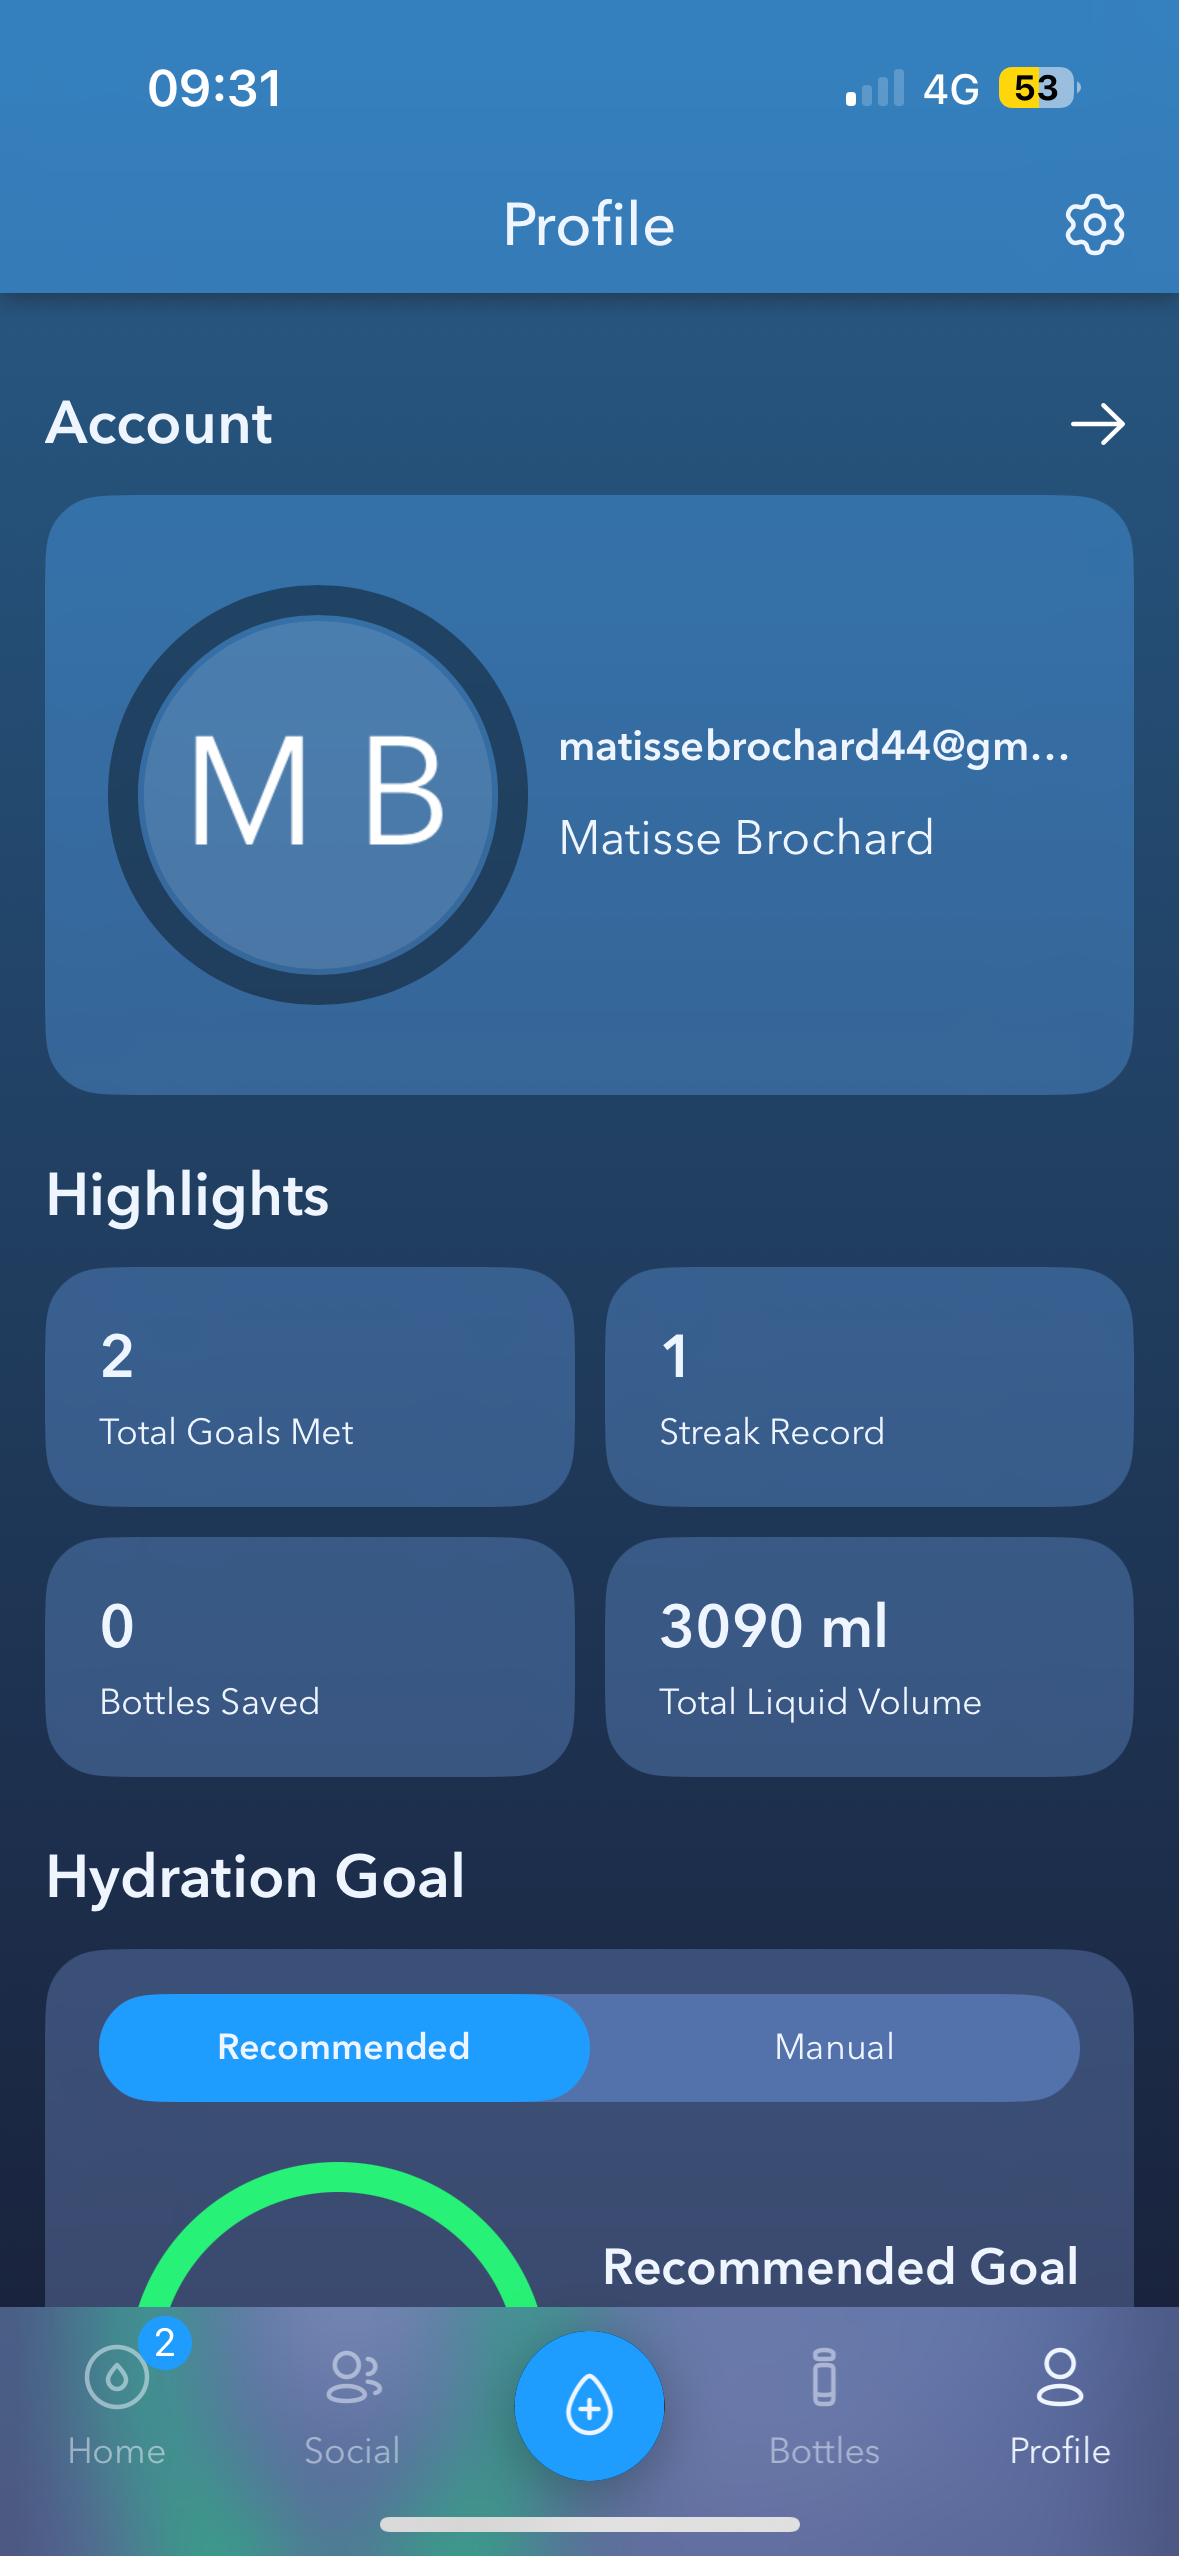 09:31
4G
53
Profile
Account
M B
matissebrochard44@gm...
Matisse Brochard
Highlights
2
Total Goals Met
1
Streak Record
0
Bottles Saved
3090 ml
Total Liquid Volume
Hydration Goal
Recommended
Manual
Recommended Goal
2
Home
Social
Bottles
Profile